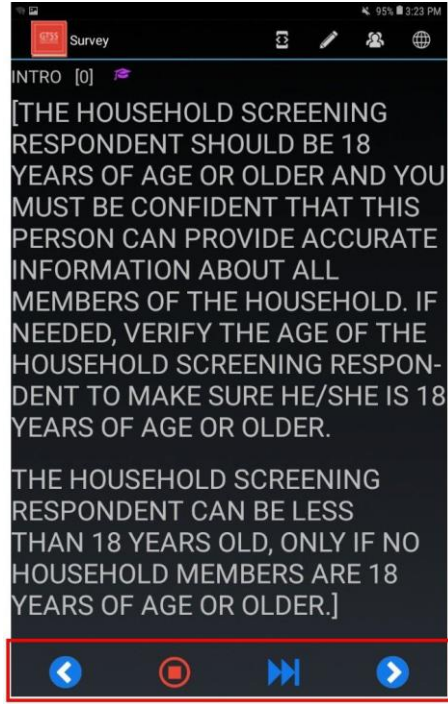 95% 3:23 PM
GTSS Survey
INTRO [0]
[THE HOUSEHOLD SCREENING
RESPONDENT SHOULD BE 18
YEARS OF AGE OR OLDER AND YOU
MUST BE CONFIDENT THAT THIS
PERSON CAN PROVIDE ACCURATE
INFORMATION ABOUT ALL
MEMBERS OF THE HOUSEHOLD. IF
NEEDED, VERIFY THE AGE OF THE
HOUSEHOLD SCREENING RESPON-
DENT TO MAKE SURE HE/SHE IS 18
YEARS OF AGE OR OLDER.
THE HOUSEHOLD SCREENING
RESPONDENT CAN BE LESS
THAN 18 YEARS OLD, ONLY IF NO
HOUSEHOLD MEMBERS ARE 18
YEARS OF AGE OR OLDER.]